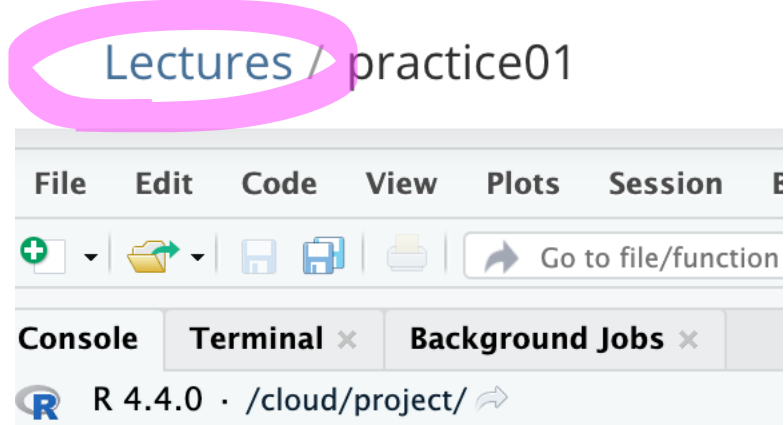 Lectures / practice01
File Edit Code View Plots Session
Go to file/function
Console Terminal × Background Jobs ×
R R 4.4.0 · /cloud/project/